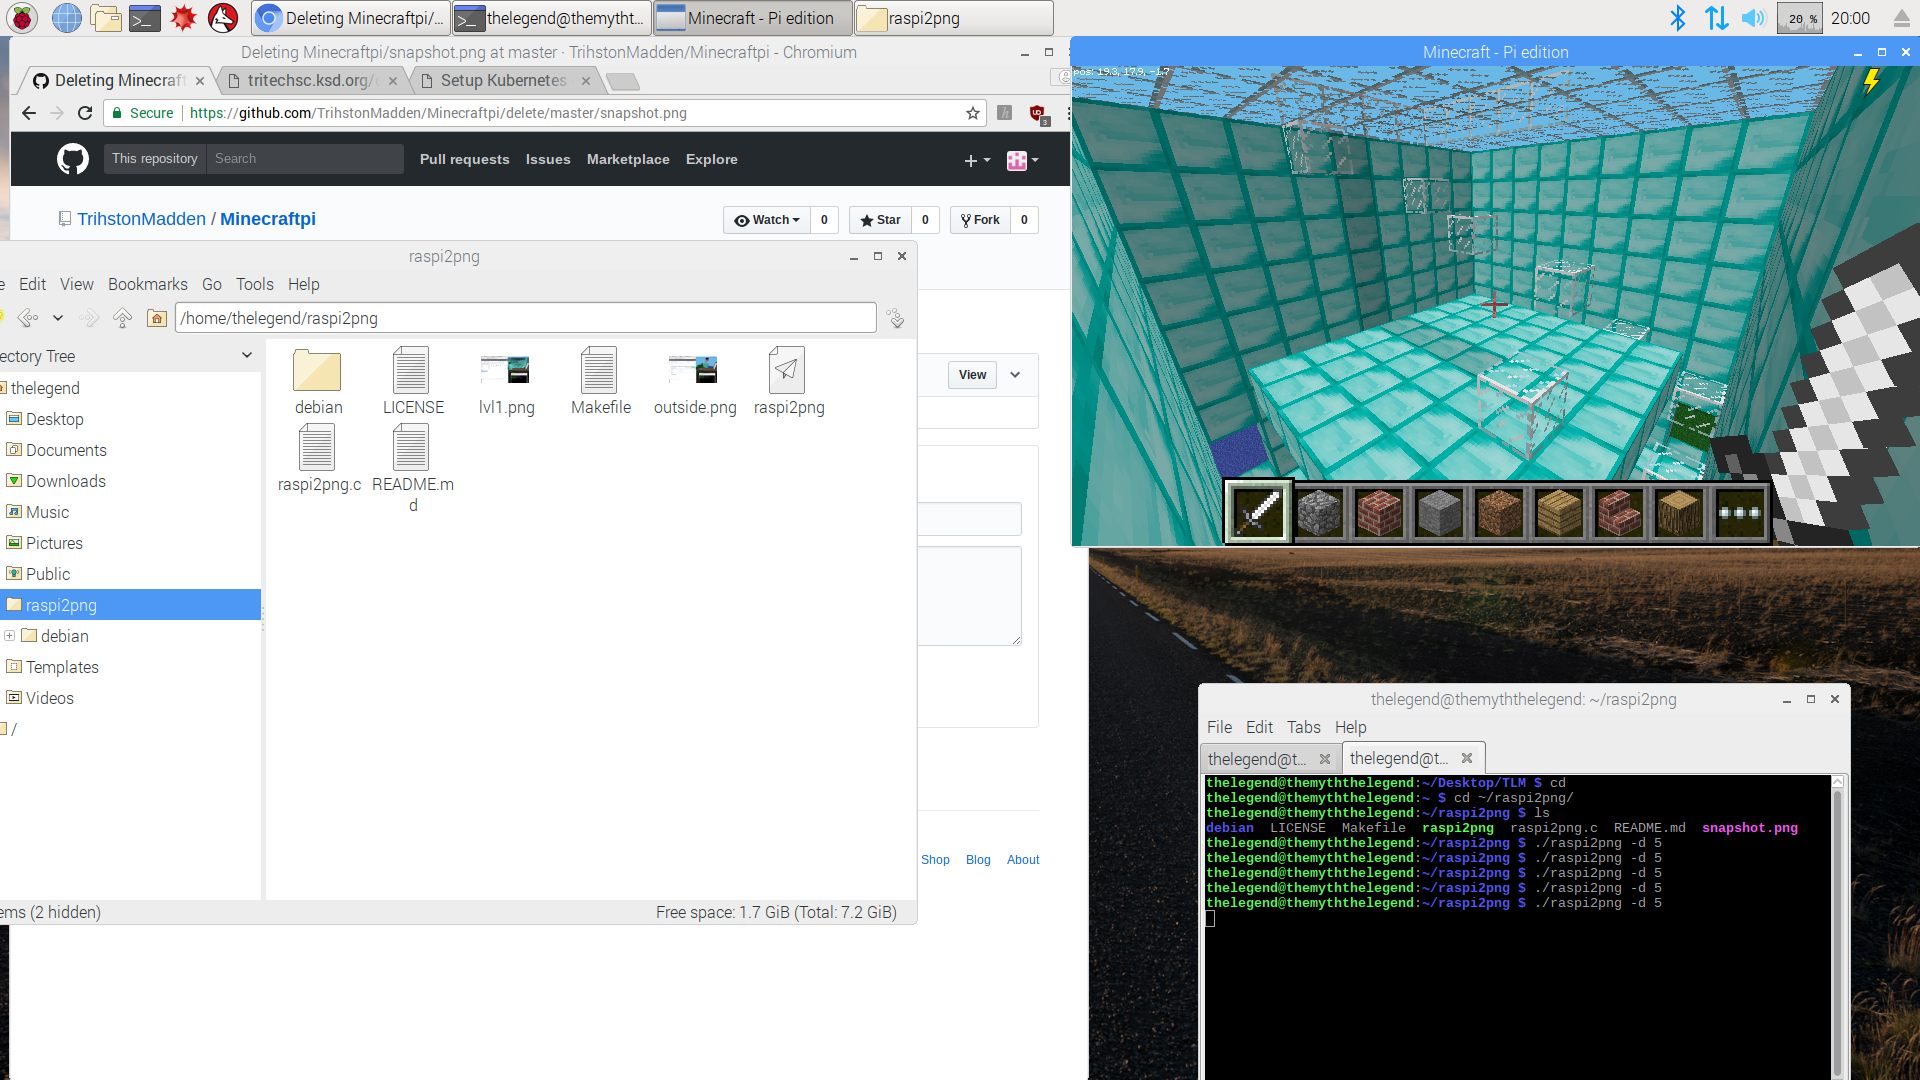 Deleting Minecraftpi/...
thelegend@themytht...
Minecraft - Pi edition
raspi2png
20 %
20:00
Deleting Minecraftpi/snapshot.png at master · TrihstonMadden/Minecraftpi - Chromium
Deleting Minecraft
tritechsc.ksd.org/
Setup Kubernetes
Secure
https://github.com/TrihstonMadden/Minecraftpi/delete/master/snapshot.png
3
This repository
Search
Pull requests
Issues
Marketplace
Explore
TrihstonMadden / Minecraftpi
Watch
0
Star
0
Fork
0
raspi2png
Edit
View
Bookmarks
Go
Tools
Help
/home/thelegend/raspi2png
ectory Tree
thelegend
Desktop
Documents
Downloads
Music
Pictures
Public
raspi2png
debian
Templates
Videos
/
debian
LICENSE
lvl1.png
Makefile
outside.png
raspi2png
raspi2png.c
README.m
d
ems (2 hidden)
Free space: 1.7 GiB (Total: 7.2 GiB)
View
Shop
Blog
About
Minecraft - Pi edition
pos: 19.3, 17.9, -1.7
thelegend@themyththelegend: ~/raspi2png
File
Edit
Tabs
Help
thelegend@t...
thelegend@t...
thelegend@themyththelegend:~/Desktop/TLM $ cd
thelegend@themyththelegend:~ $ cd ~/raspi2png/
thelegend@themyththelegend:~/raspi2png $ ls
debian  LICENSE  Makefile  raspi2png  raspi2png.c  README.md  snapshot.png
thelegend@themyththelegend:~/raspi2png $ ./raspi2png -d 5
thelegend@themyththelegend:~/raspi2png $ ./raspi2png -d 5
thelegend@themyththelegend:~/raspi2png $ ./raspi2png -d 5
thelegend@themyththelegend:~/raspi2png $ ./raspi2png -d 5
thelegend@themyththelegend:~/raspi2png $ ./raspi2png -d 5